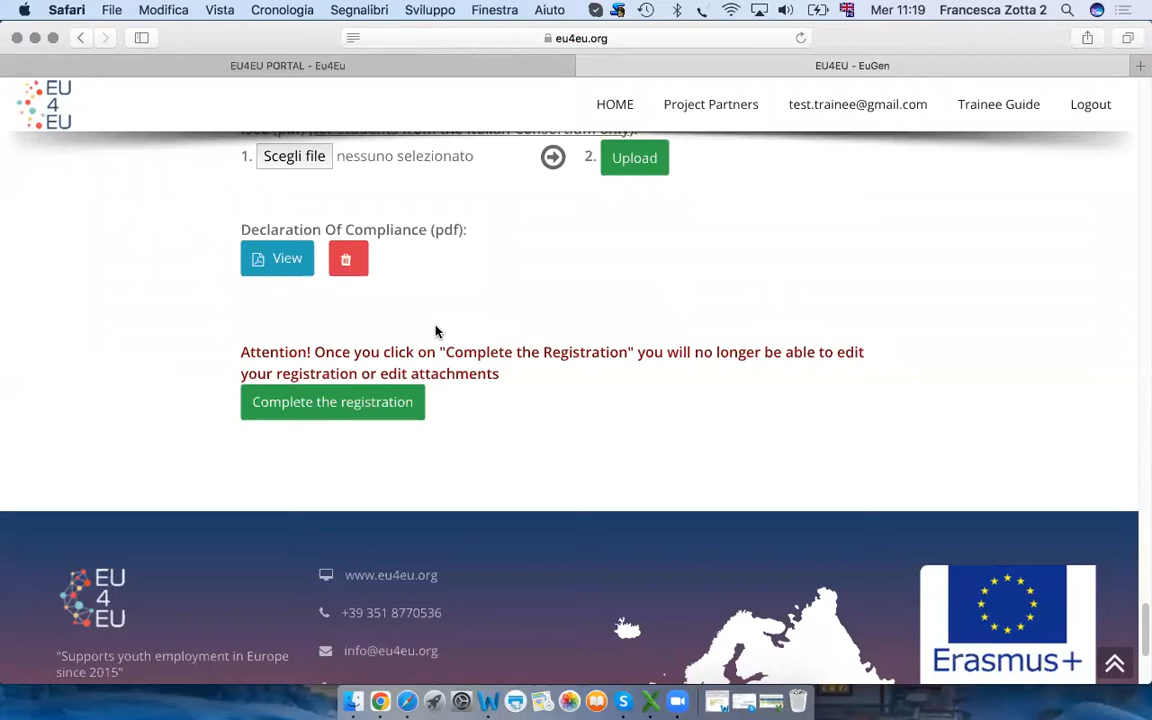 Safari File Modifica Vista Cronologia Segnalibri Sviluppo Finestra Aiuto Mer 11:19 Francesca Zotta 2
eu4eu.org
EU4EU PORTAL - Eu4Eu EU4EU - EuGen
EU
4
EU
HOME Project Partners test.trainee@gmail.com Trainee Guide Logout
1. Scegli file nessuno selezionato 2. Upload
Declaration Of Compliance (pdf):
View
Attention! Once you click on "Complete the Registration" you will no longer be able to edit
your registration or edit attachments
Complete the registration
EU
4
EU
"Supports youth employment in Europe
since 2015"
www.eu4eu.org
+39 351 8770536
info@eu4eu.org
Erasmus+